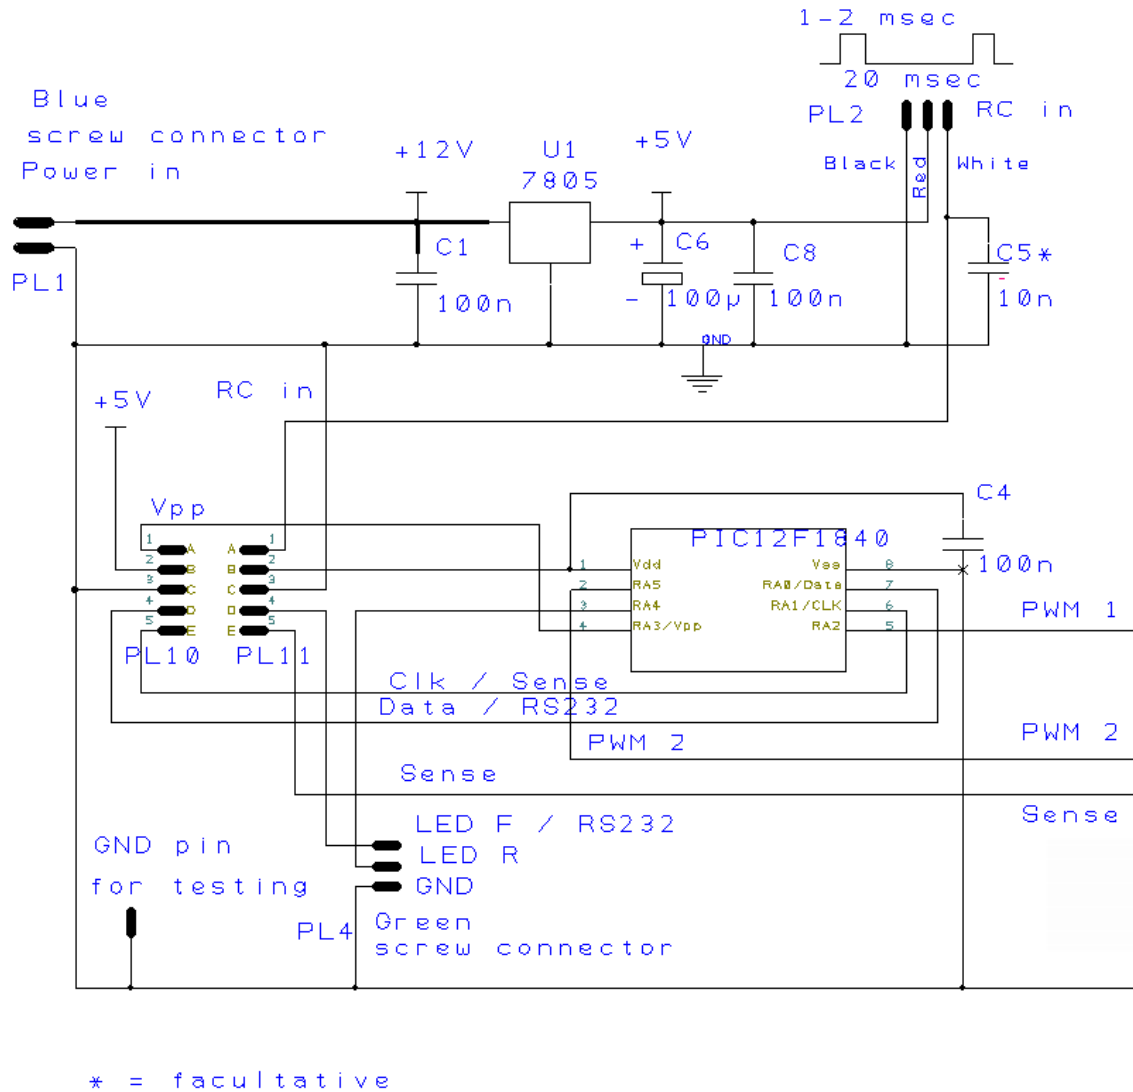 1-2 msec
20 msec
PL2
RC in
Black
Red
White
Blue
screw connector
Power in
PL1
+12V
U1
7805
+5V
C1
100n
+
C6
- 100µ
C8
100n
C5*
-
10n
GND
RC in
+5V
Vpp
1 A A 1
2 B B 2
3 C C 3
4 D D 4
5 E E 5
PL10
PL11
C4
100n
PIC12F1840
1 Vdd Vss 8
2 RA5 RA0/Data 7
3 RA4 RA1/CLK 6
4 RA3/Vpp RA2 5
PWM 1
Clk / Sense
Data / RS232
PWM 2
PWM 2
Sense
Sense
LED F / RS232
LED R
GND
GND pin
for testing
PL4
Green
screw connector
* = facultative